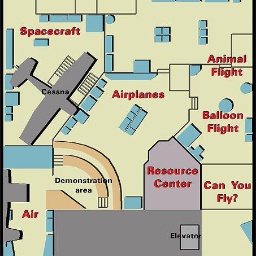 Spacecraft
Animal
Flight
Cessna
Airplanes
Balloon
Flight
Demonstration
area
Resource
Center
Can You
Fly?
Air
Elevator